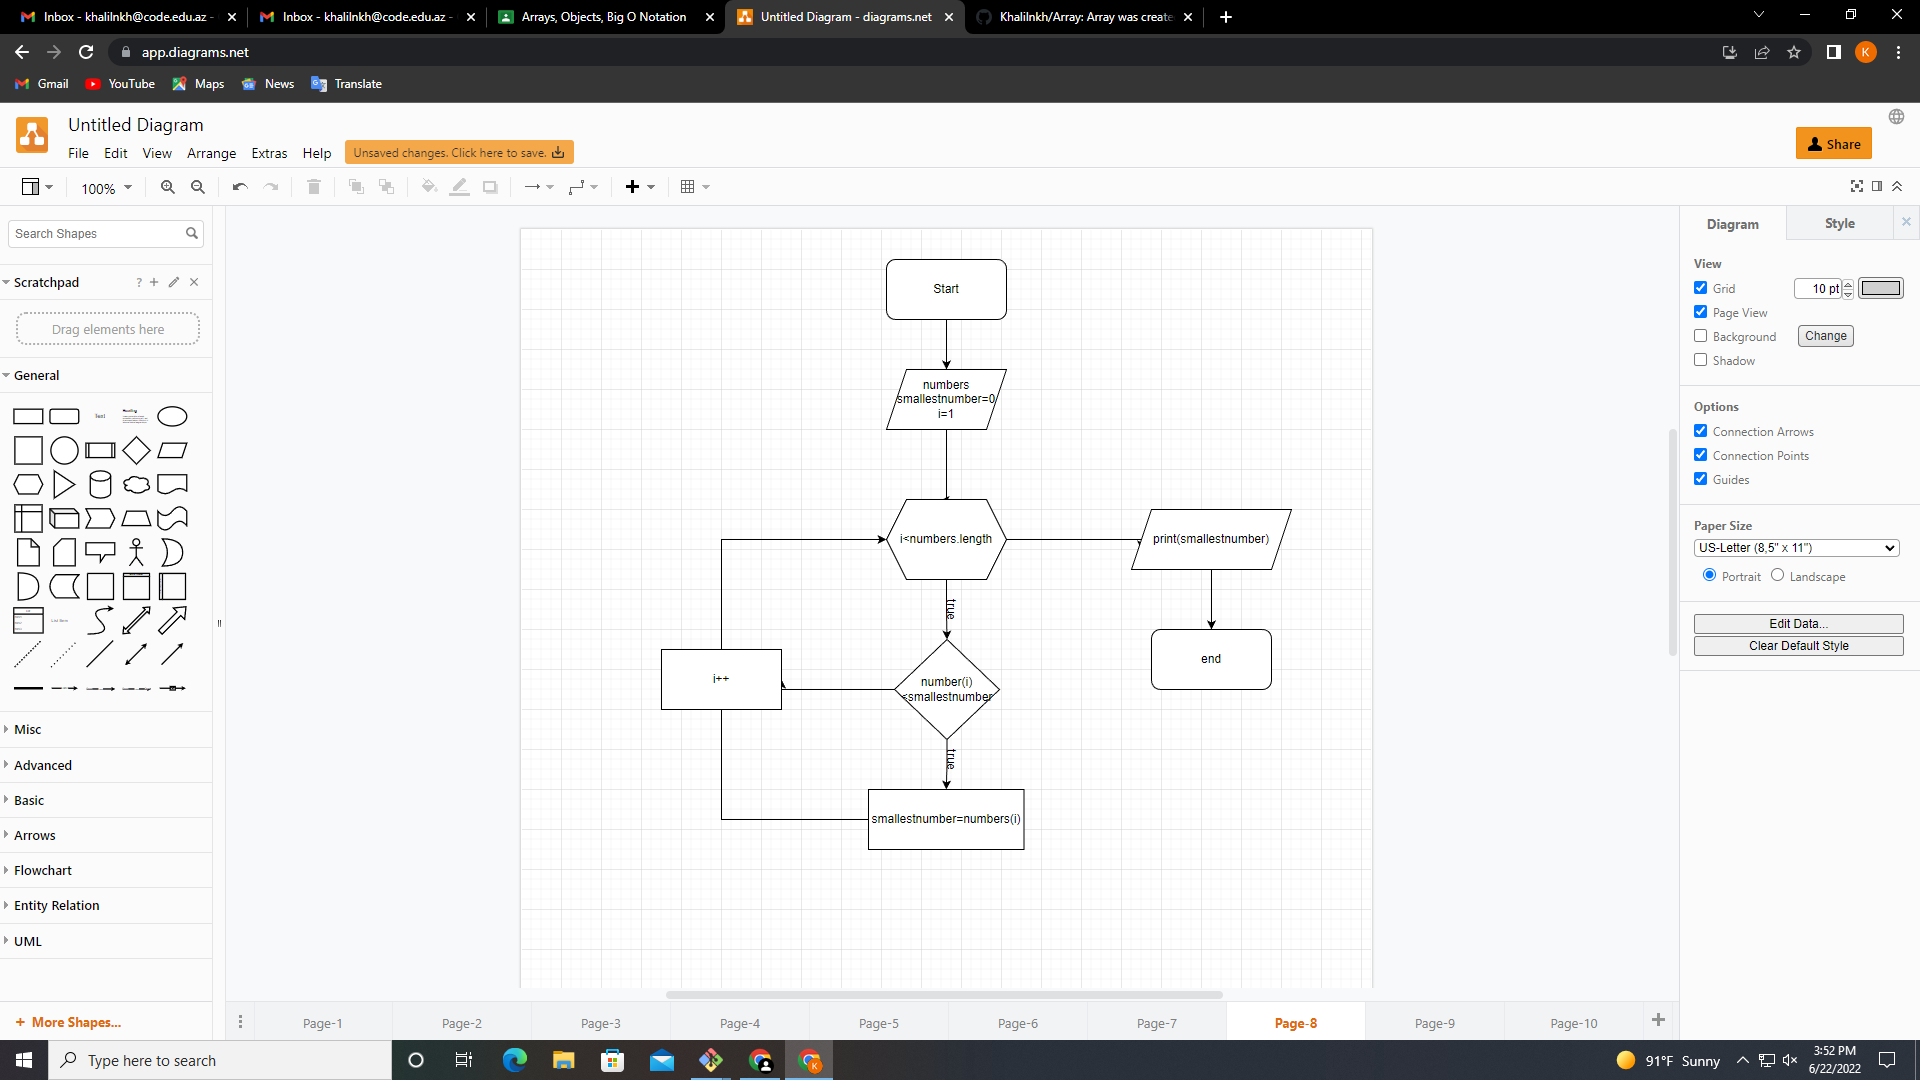 Inbox - khalilnkh@code.edu.az -
Inbox - khalilnkh@code.edu.az -
Arrays, Objects, Big O Notation
Untitled Diagram - diagrams.net
Khalilnkh/Array: Array was create
app.diagrams.net
K
Gmail
YouTube
Maps
News
Translate
Untitled Diagram
File
Edit
View
Arrange
Extras
Help
Unsaved changes. Click here to save.
Share
100%
Search Shapes
Scratchpad
?
Drag elements here
General
Text
Heading
List Item
Misc
Advanced
Basic
Arrows
Flowchart
Entity Relation
UML
+ More Shapes...
Start
numbers
smallestnumber=0
i=1
i<numbers.length
print(smallestnumber)
true
i++
number(i)
<smallestnumber
end
true
smallestnumber=numbers(i)
Page-1
Page-2
Page-3
Page-4
Page-5
Page-6
Page-7
Page-8
Page-9
Page-10
Diagram
Style
View
Grid
10 pt
Page View
Background
Change
Shadow
Options
Connection Arrows
Connection Points
Guides
Paper Size
US-Letter (8,5" x 11")
Portrait
Landscape
Edit Data...
Clear Default Style
Type here to search
91°F Sunny
3:52 PM
6/22/2022